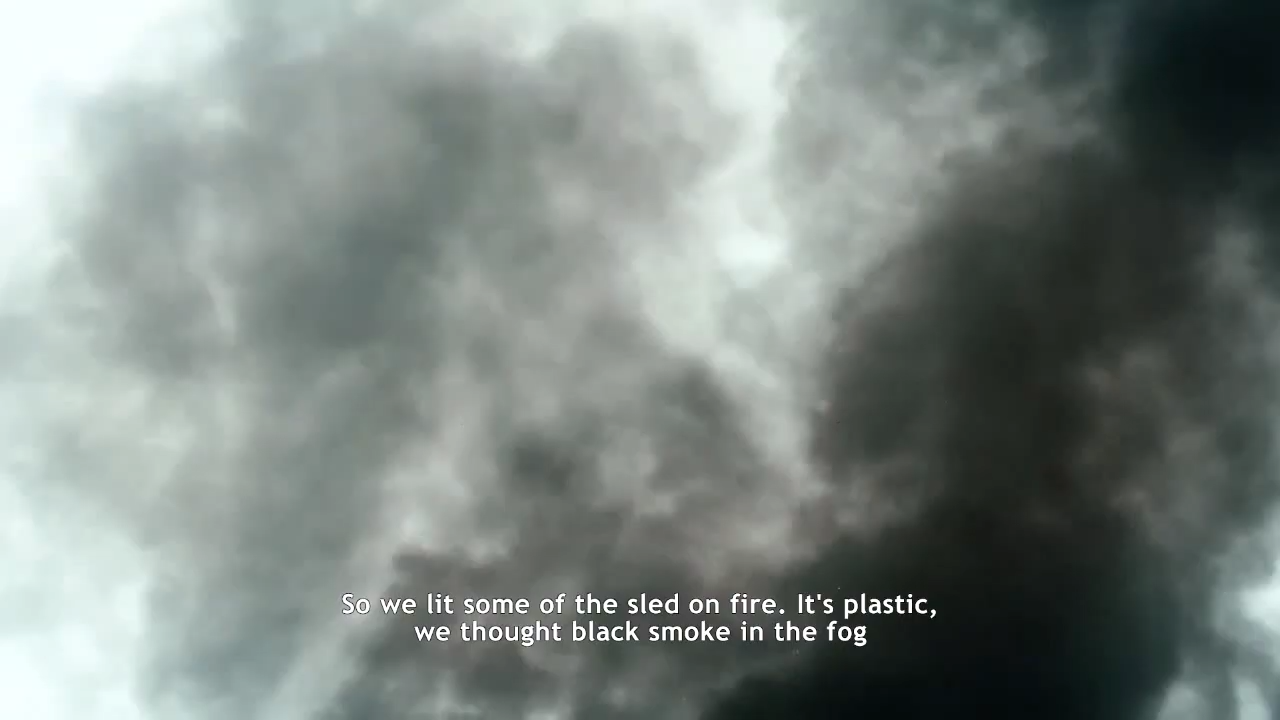 So we lit some of the sled on fire. It's plastic,
we thought black smoke in the fog